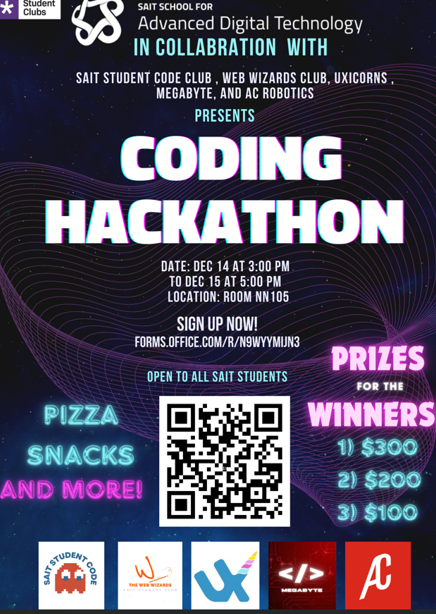 Student
Clubs
SAIT SCHOOL FOR
Advanced Digital Technology
IN COLLABRATION WITH
SAIT STUDENT CODE CLUB , WEB WIZARDS CLUB, UXICORNS ,
MEGABYTE, AND AC ROBOTICS
PRESENTS
CODING
HACKATHON
DATE: DEC 14 AT 3:00 PM
TO DEC 15 AT 5:00 PM
LOCATION: ROOM NN105
SIGN UP NOW!
FORMS.OFFICE.COM/R/N9WYYMIJN3
OPEN TO ALL SAIT STUDENTS
PIZZA
SNACKS
AND MORE!
PRIZES
FOR THE
WINNERS
1) $300
2) $200
3) $100
SAIT STUDENT CODE
W
THE WEB WIZARDS
UX
</>
MEGABYTE
AC